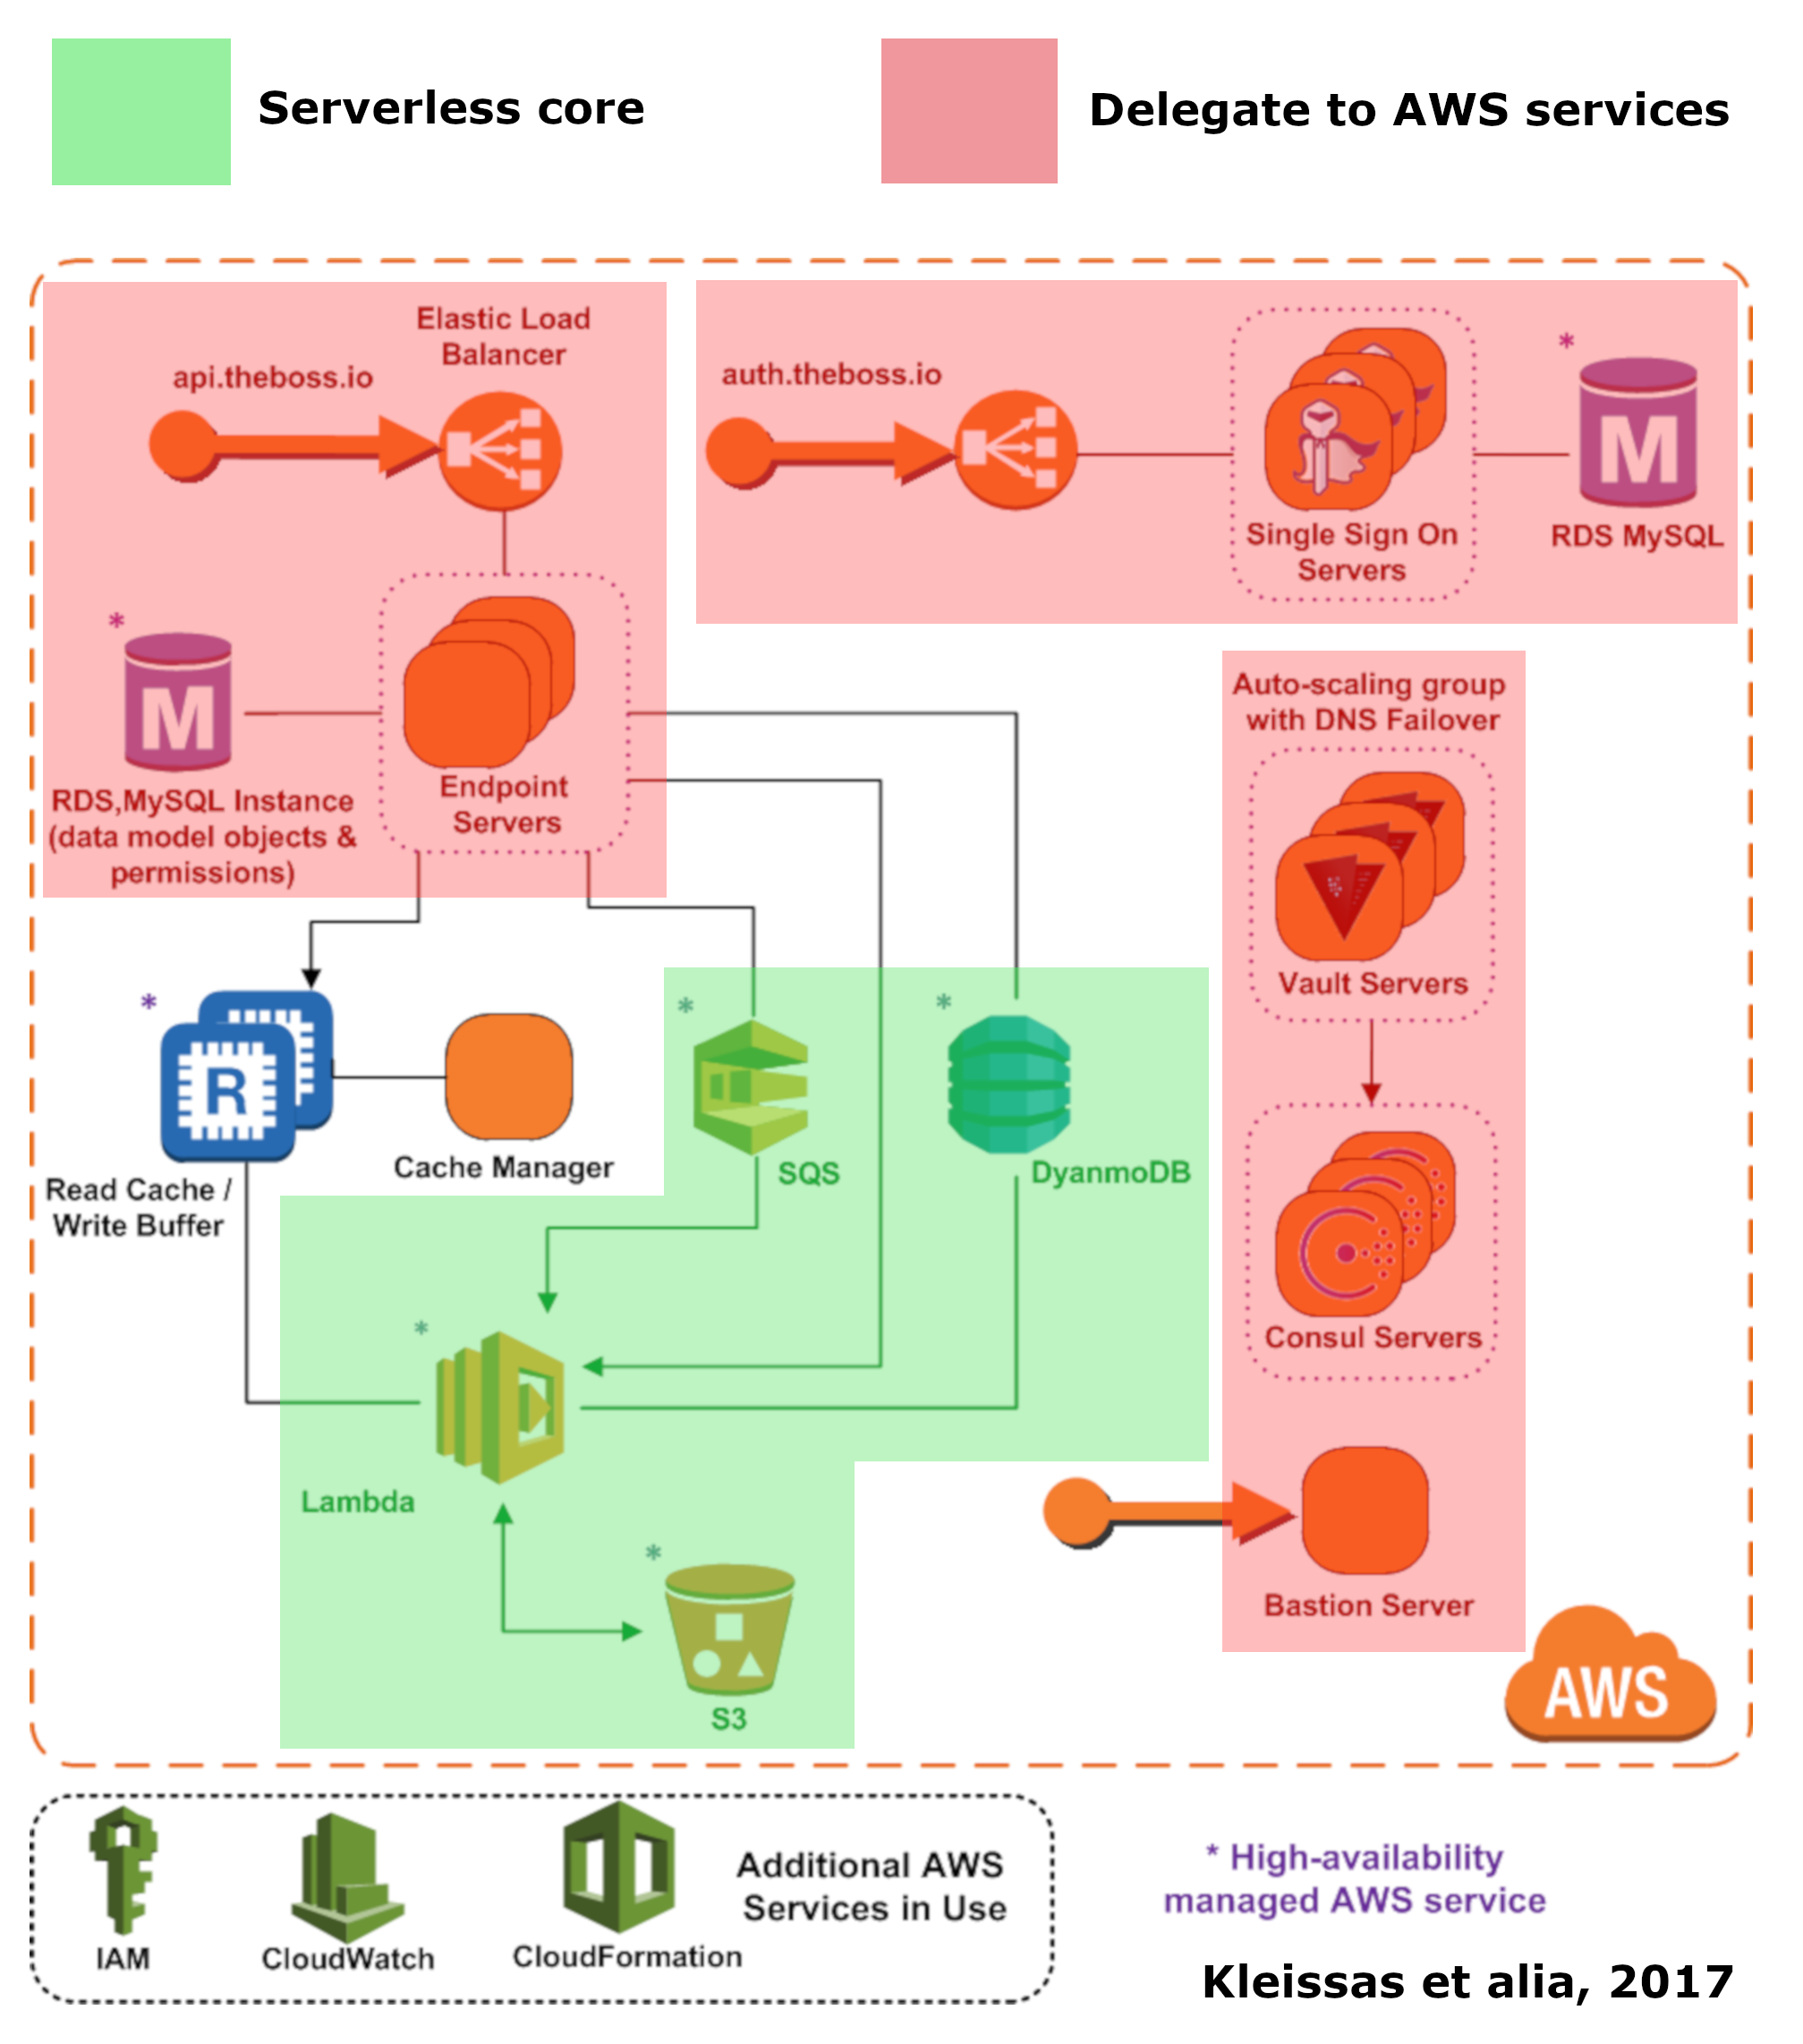 Serverless core
Delegate to AWS services
Elastic Load
Balancer
api.theboss.io
auth.theboss.io
*
M
Single Sign On
Servers
RDS MySQL
*
M
RDS,MySQL Instance
(data model objects &
permissions)
Endpoint
Servers
Auto-scaling group
with DNS Failover
Vault Servers
*
R
Read Cache /
Write Buffer
Cache Manager
*
SQS
*
DyanmoDB
Consul Servers
*
Lambda
*
S3
Bastion Server
AWS
IAM
CloudWatch
CloudFormation
Additional AWS
Services in Use
* High-availability
managed AWS service
Kleissas et alia, 2017